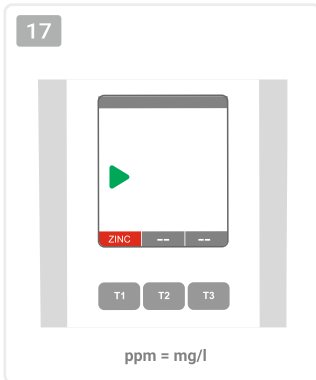 17
ZINC -- --
T1 T2 T3
ppm = mg/l